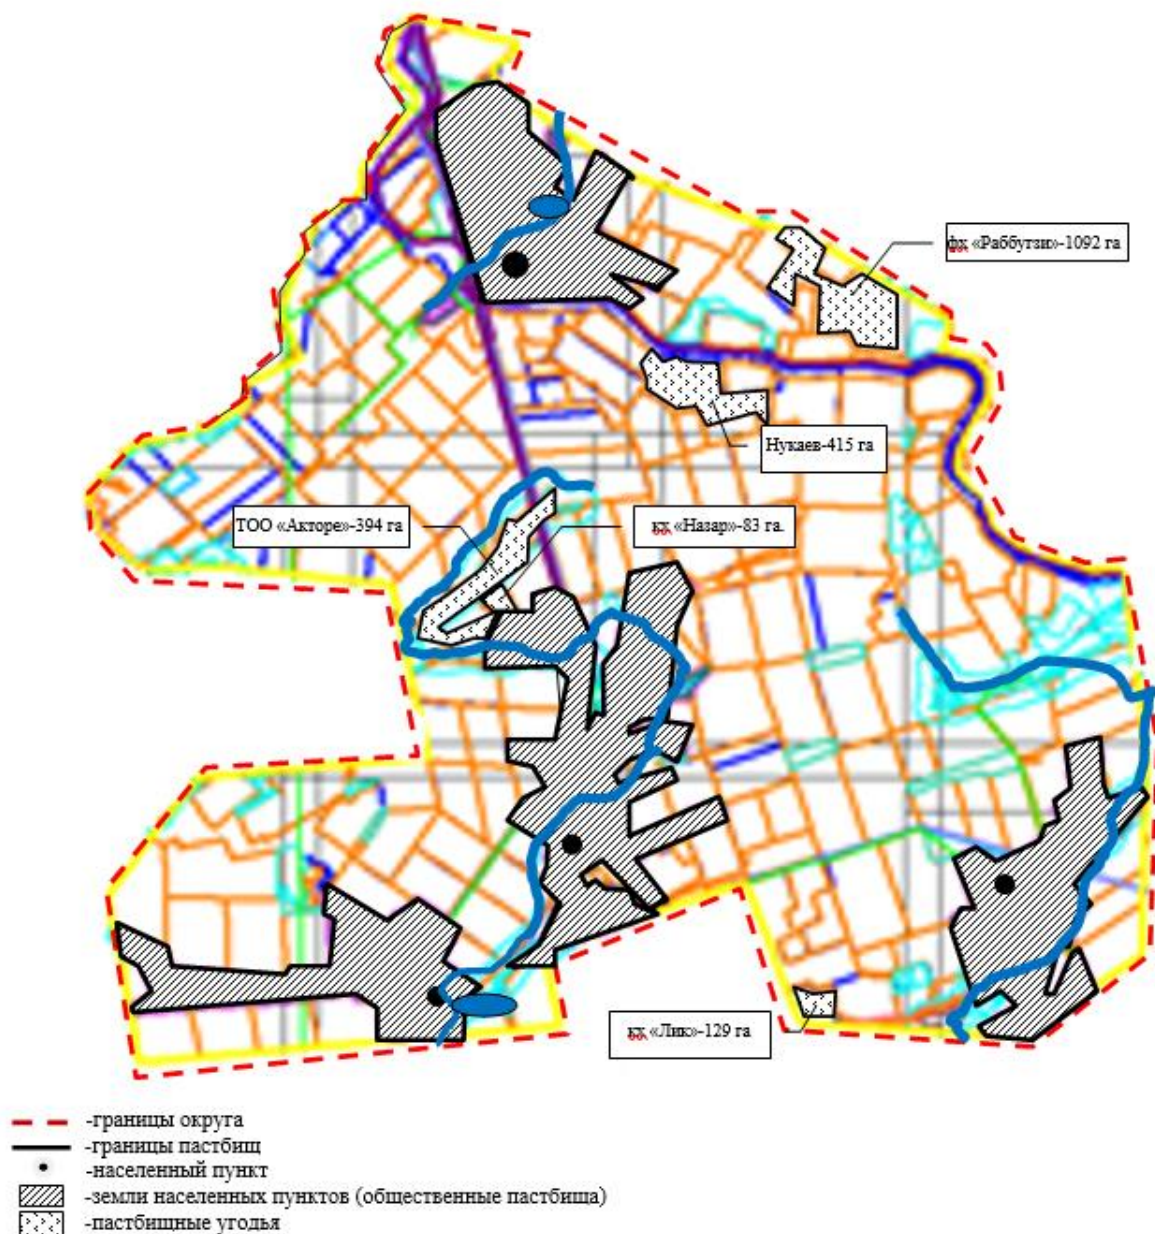 фх «Раббутзи»-1092 га
Нукаев-415 га
ТОО «Акторе»-394 га
кх «Назар»-83 га.
кх «Лик»-129 га
-границы округа
-границы пастбищ
-населенный пункт
-земли населенных пунктов (общественные пастбища)
-пастбищные угодья